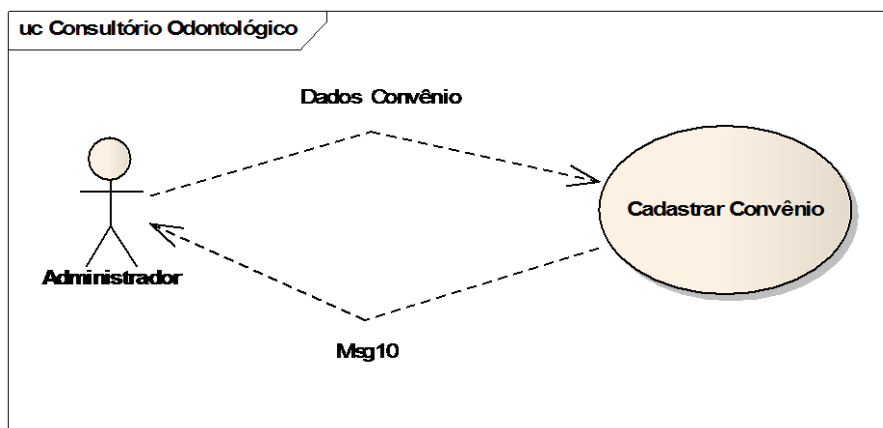 uc Consultório Odontológico
Dados Convênio
Cadastrar Convênio
Administrador
Msg10